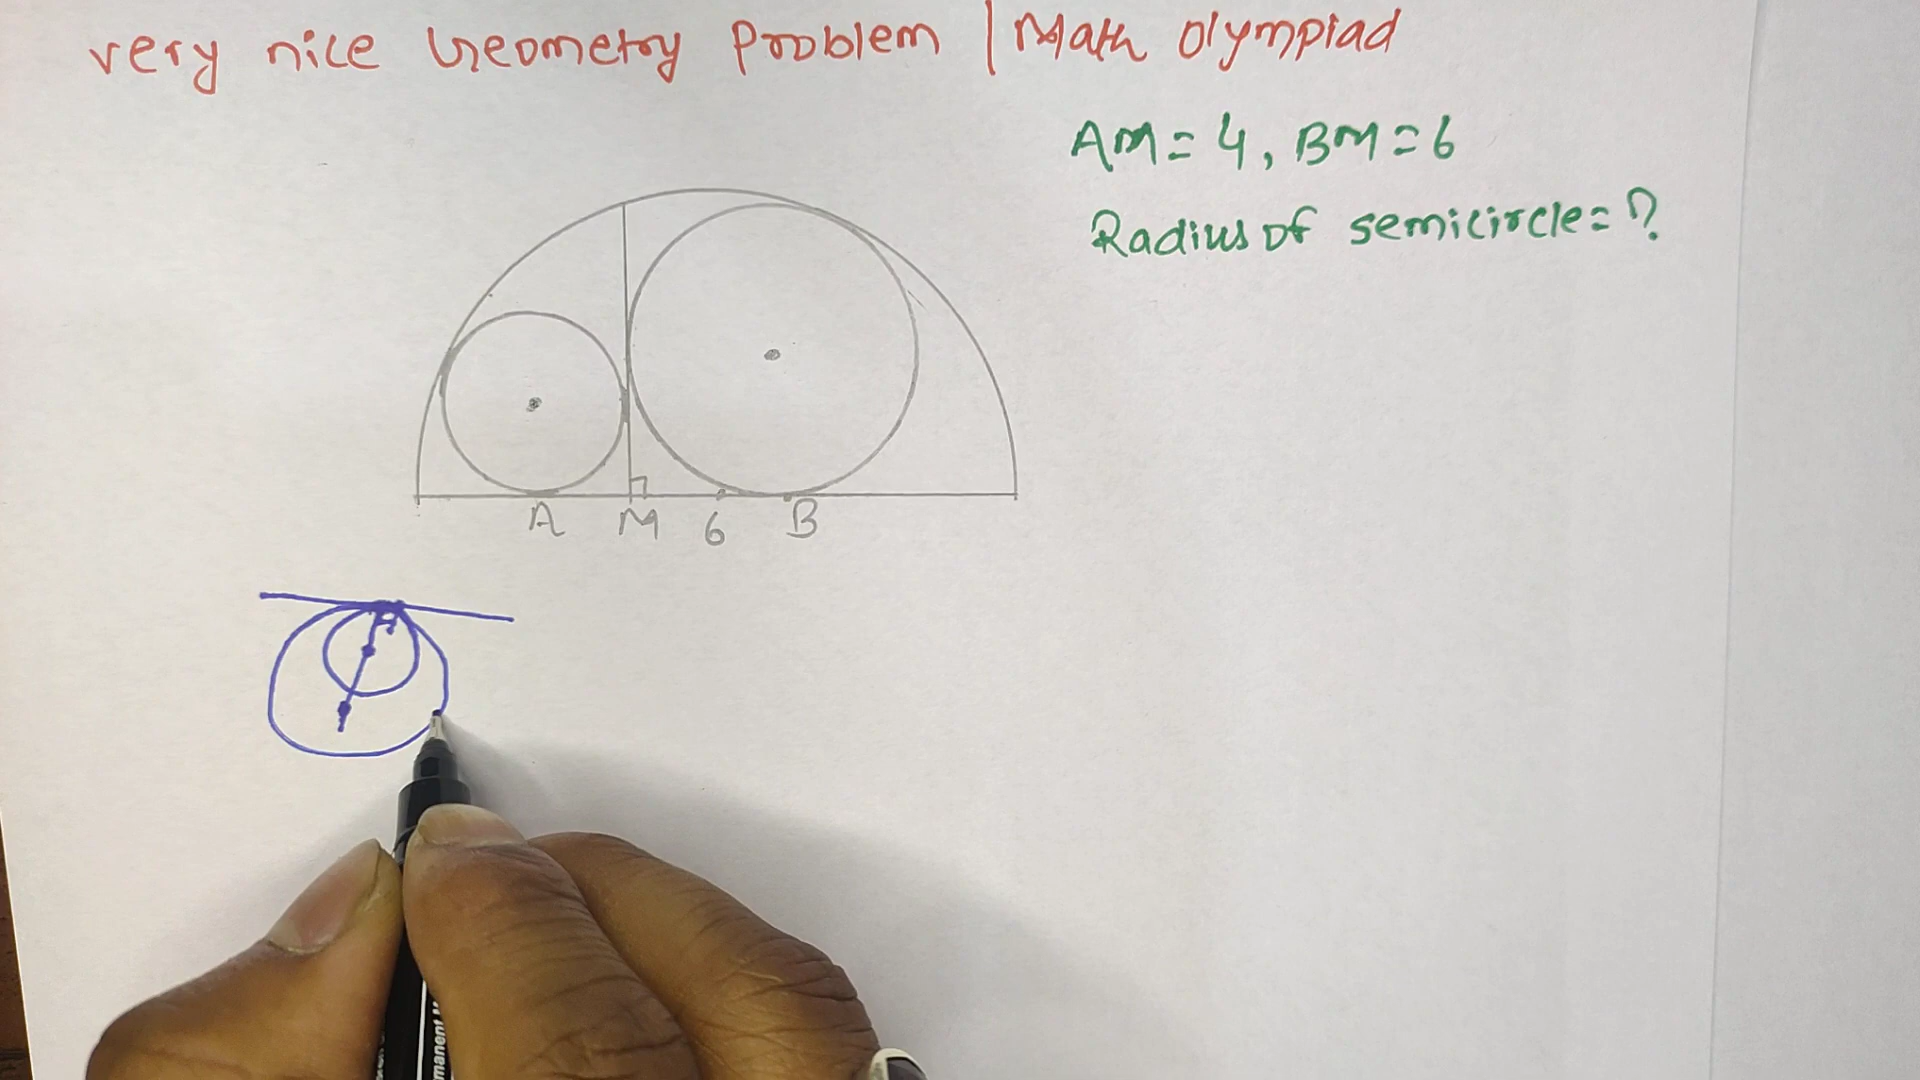 very nice Geometry Problem | Math Olympiad
AM = 4, BM = 6
Radius of semicircle = ?
A M 6 B